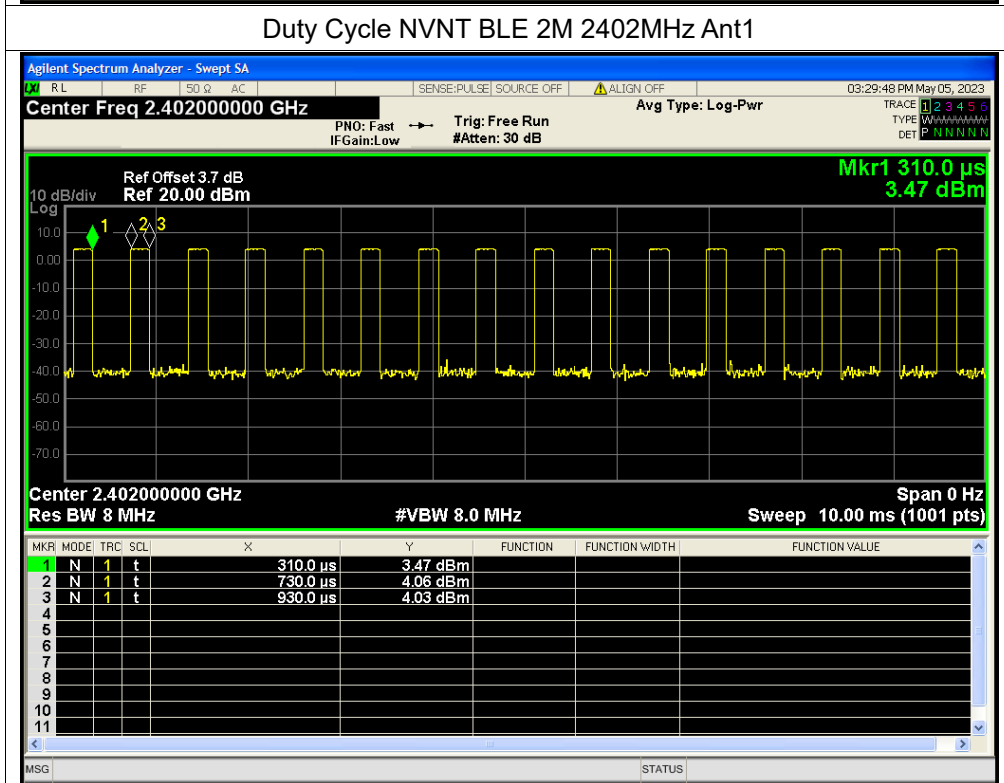 Duty Cycle NVNT BLE 2M 2402MHz Ant1
Agilent Spectrum Analyzer - Swept SA
LXI RL RF 50 Ω AC SENSE:PULSE SOURCE OFF ALIGN OFF 03:29:48 PM May 05, 2023
Center Freq 2.402000000 GHz Avg Type: Log-Pwr TRACE 1 2 3 4 5 6
PNO: Fast Trig: Free Run TYPE WWWWWW
IFGain:Low #Atten: 30 dB DET P N N N N N
Mkr1 310.0 µs
Ref Offset 3.7 dB
10 dB/div Ref 20.00 dBm 3.47 dBm
Log
1 2 3
10.0
0.00
-10.0
-20.0
-30.0
-40.0
-50.0
-60.0
-70.0
Center 2.402000000 GHz Span 0 Hz
Res BW 8 MHz #VBW 8.0 MHz Sweep 10.00 ms (1001 pts)
MKR MODE TRC SCL X Y FUNCTION FUNCTION WIDTH FUNCTION VALUE
1 N 1 t 310.0 µs 3.47 dBm
2 N 1 t 730.0 µs 4.06 dBm
3 N 1 t 930.0 µs 4.03 dBm
4
5
6
7
8
9
10
11
MSG STATUS